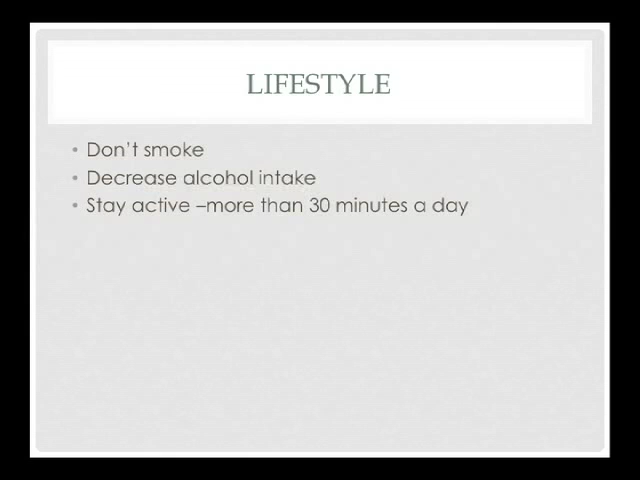 LIFESTYLE
• Don't smoke
• Decrease alcohol intake
• Stay active –more than 30 minutes a day